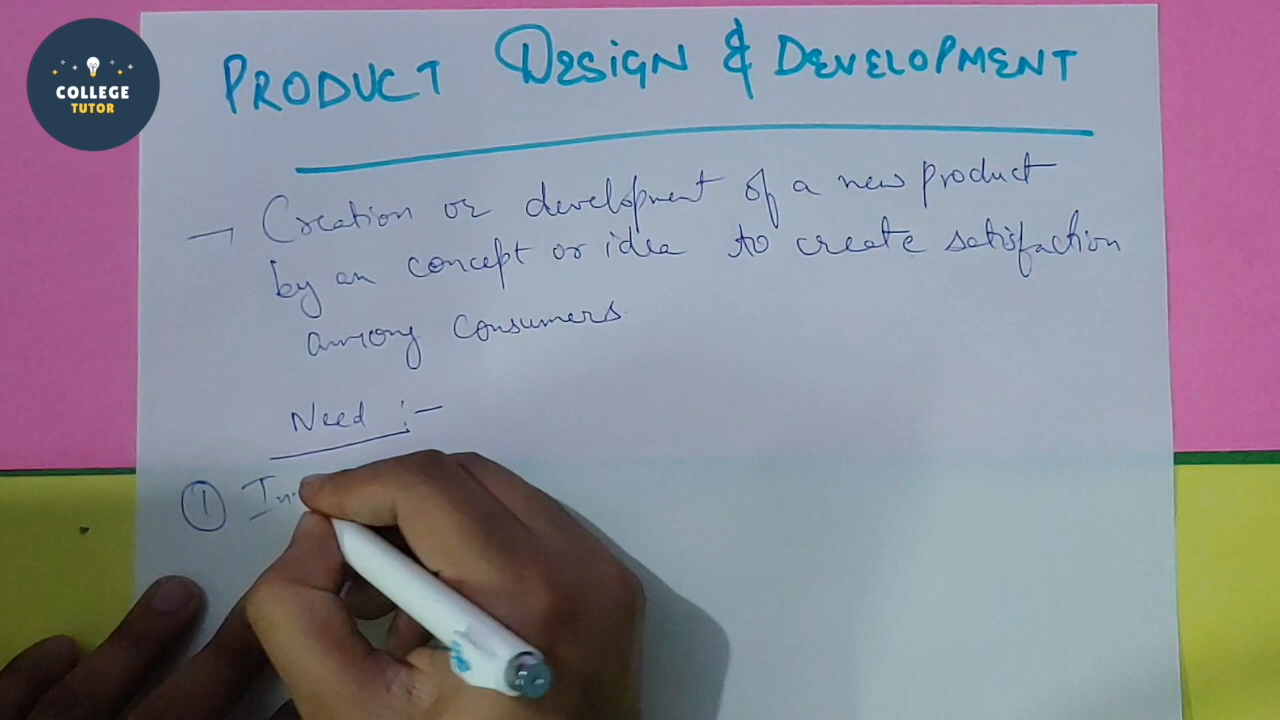 COLLEGE
TUTOR
PRODUCT DESIGN & DEVELOPMENT
→ Creation or development of a new product
by an concept or idea to create satisfaction
among consumers.
Need :-
①